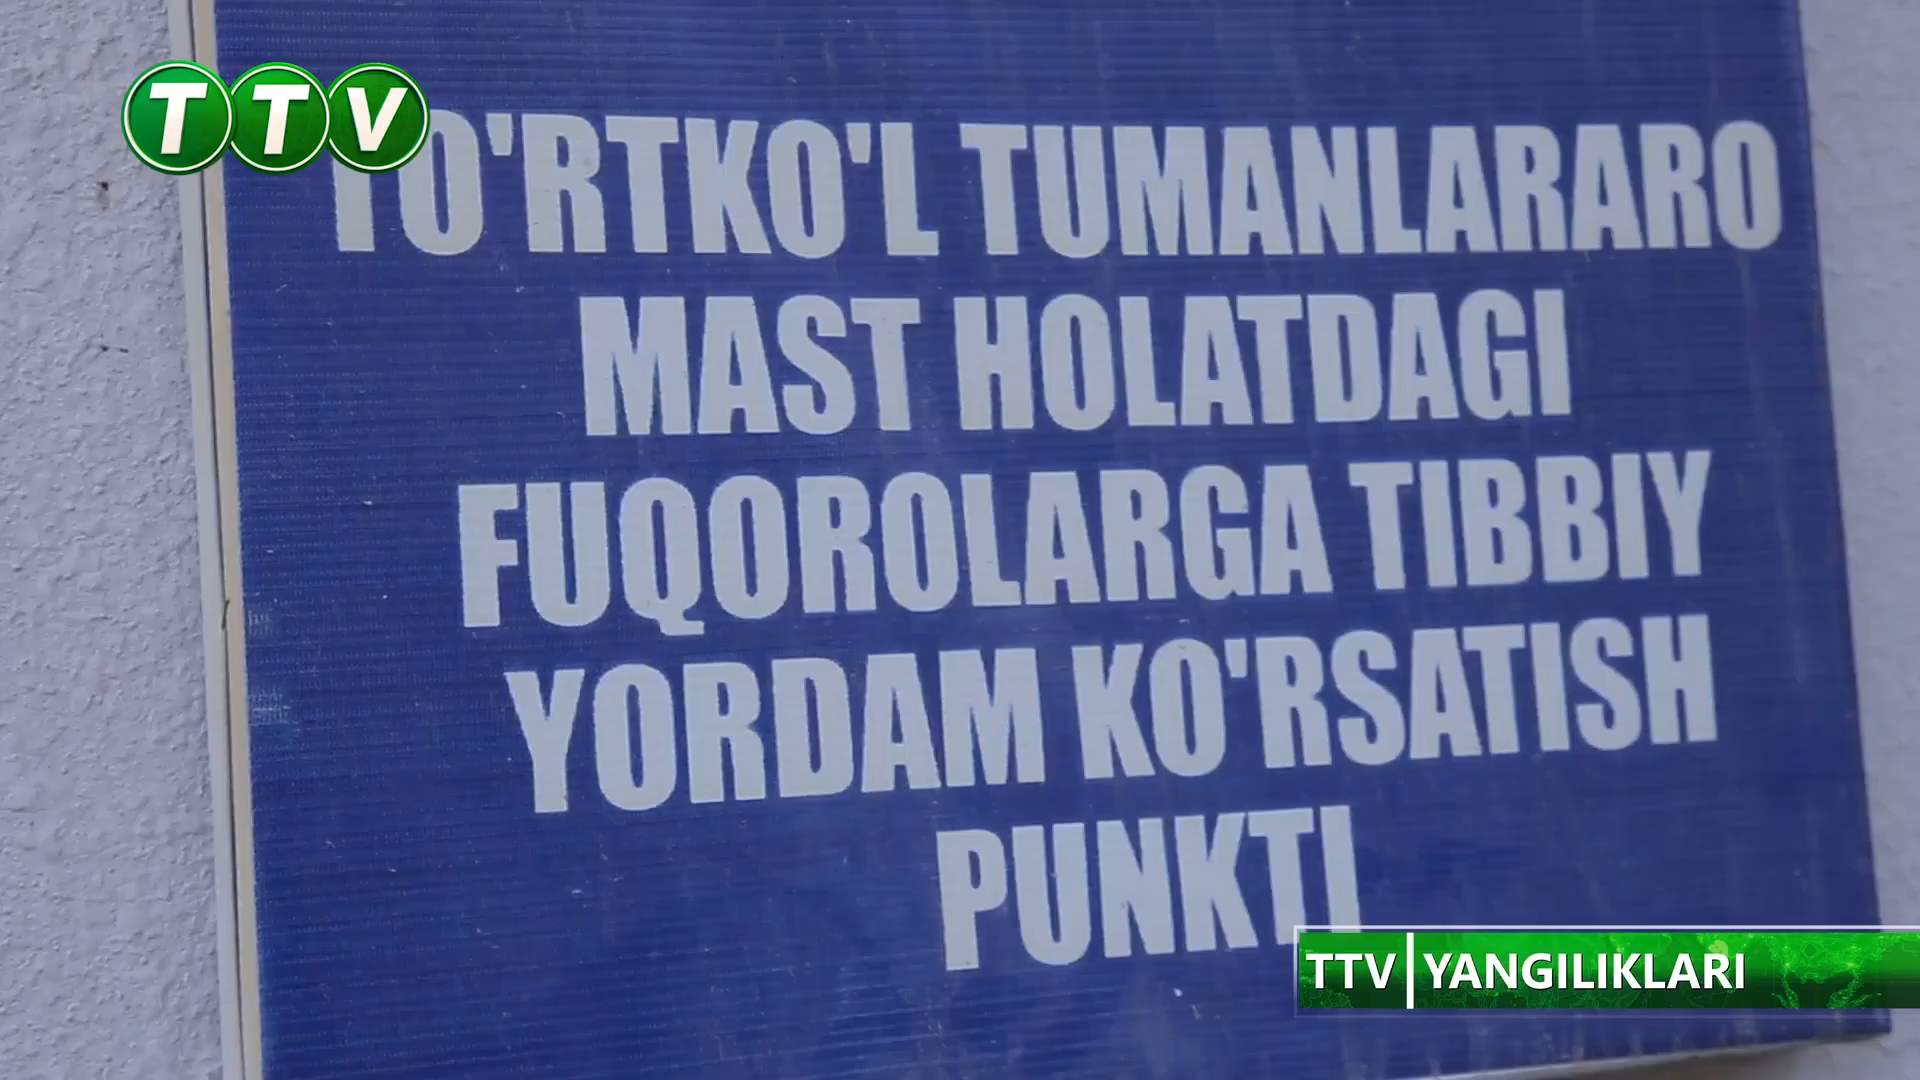 TTV
TO'RTKO'L TUMANLARARO
MAST HOLATDAGI
FUQOROLARGA TIBBIY
YORDAM KO'RSATISH
PUNKTI
TTV YANGILIKLARI